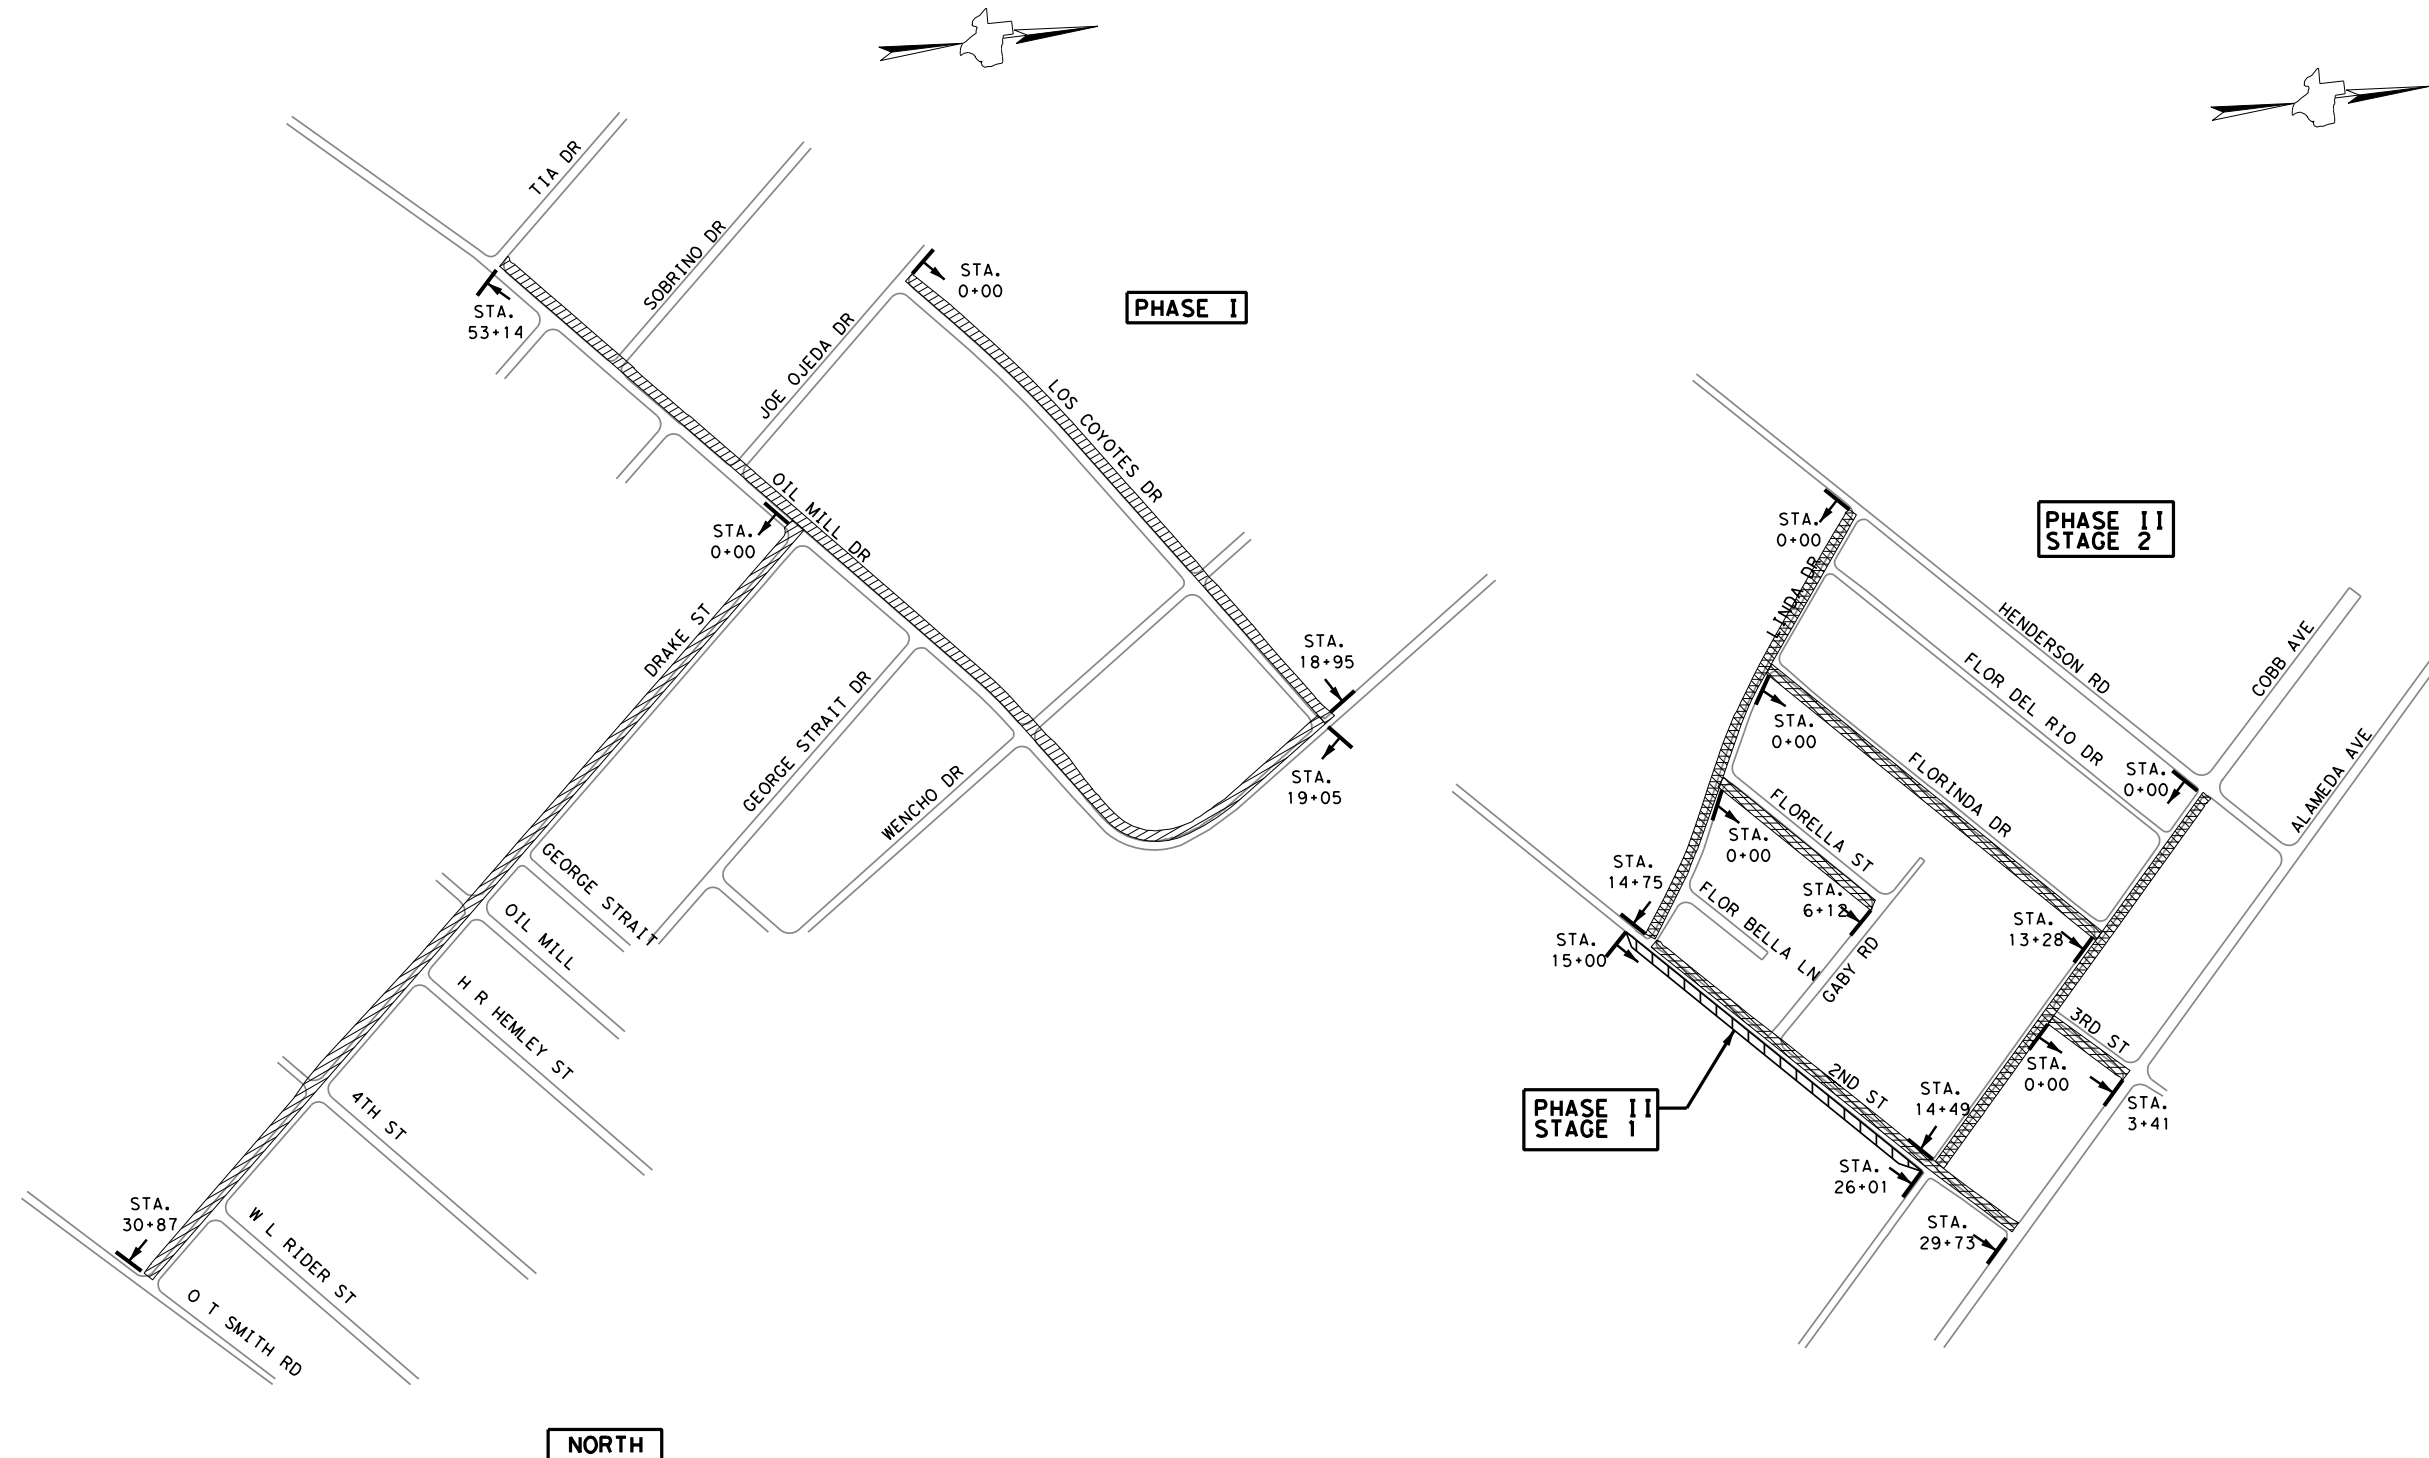 TIA DR
SOBRINO DR
JOE OJEDA DR
STA.
0+00
PHASE I
STA.
53+14
LOS COYOTES DR
OIL MILL DR
STA.
0+00
DRAKE ST
STA.
18+95
STA.
19+05
GEORGE STRAIT DR
WENCHO DR
GEORGE STRAIT
OIL MILL
H R HEMLEY ST
4TH ST
STA.
30+87
W L RIDER ST
O T SMITH RD
NORTH
PHASE II
STAGE 2
STA.
0+00
LINDA DR
HENDERSON RD
COBB AVE
FLOR DEL RIO DR
STA.
0+00
FLORINDA DR
STA.
0+00
ALAMEDA AVE
FLORELLA ST
STA.
0+00
STA.
14+75
STA.
6+12
FLOR BELLA LN
STA.
13+28
STA.
15+00
GABY RD
3RD ST
STA.
0+00
2ND ST
STA.
14+49
STA.
3+41
PHASE II
STAGE 1
STA.
26+01
STA.
29+73